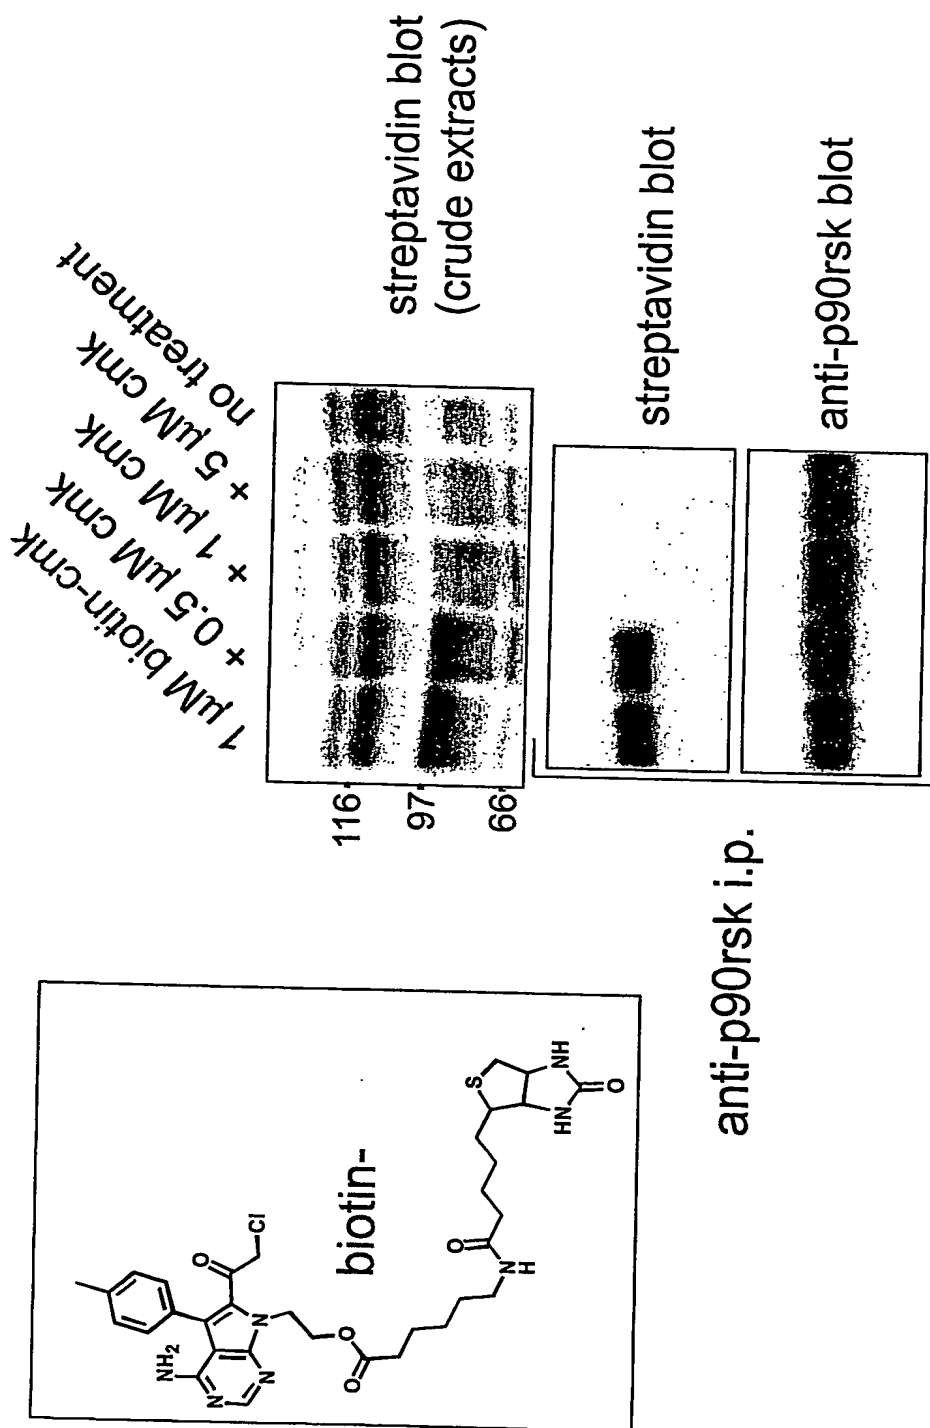 1 µM biotin-cmk
+ 0.5 µM cmk
+ 1 µM cmk
+ 5 µM cmk
no treatment
116
97
66
streptavidin blot
(crude extracts)
streptavidin blot
anti-p90rsk blot
anti-p90rsk i.p.
biotin-
NH2
N
N
N
O
Cl
O
O
O
N
H
S
HN
NH
O